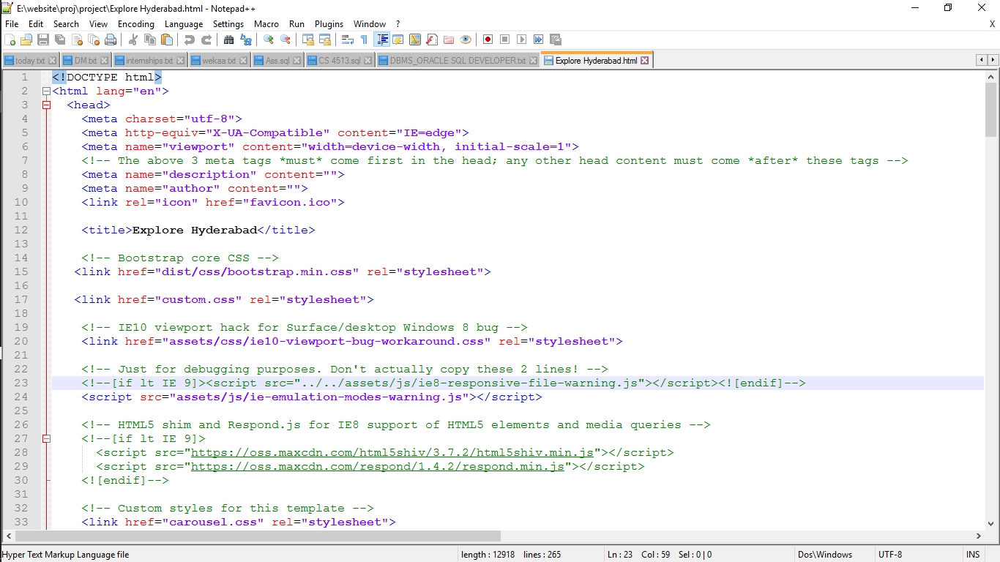 E:\website\proj\project\Explore Hyderabad.html - Notepad++
File Edit Search View Encoding Language Settings Macro Run Plugins Window ? X
today.txt DM.txt internships.txt wekaa.txt Ass.sql CS 4513.sql DBMS_ORACLE SQL DEVELOPER.txt Explore Hyderabad.html
1 <!DOCTYPE html>
2 <html lang="en">
3 <head>
4 <meta charset="utf-8">
5 <meta http-equiv="X-UA-Compatible" content="IE=edge">
6 <meta name="viewport" content="width=device-width, initial-scale=1">
7 <!-- The above 3 meta tags *must* come first in the head; any other head content must come *after* these tags -->
8 <meta name="description" content="">
9 <meta name="author" content="">
10 <link rel="icon" href="favicon.ico">
11
12 <title>Explore Hyderabad</title>
13
14 <!-- Bootstrap core CSS -->
15 <link href="dist/css/bootstrap.min.css" rel="stylesheet">
16
17 <link href="custom.css" rel="stylesheet">
18
19 <!-- IE10 viewport hack for Surface/desktop Windows 8 bug -->
20 <link href="assets/css/ie10-viewport-bug-workaround.css" rel="stylesheet">
21
22 <!-- Just for debugging purposes. Don't actually copy these 2 lines! -->
23 <!--[if lt IE 9]><script src="../../assets/js/ie8-responsive-file-warning.js"></script><![endif]-->
24 <script src="assets/js/ie-emulation-modes-warning.js"></script>
25
26 <!-- HTML5 shim and Respond.js for IE8 support of HTML5 elements and media queries -->
27 <!--[if lt IE 9]>
28 <script src="https://oss.maxcdn.com/html5shiv/3.7.2/html5shiv.min.js"></script>
29 <script src="https://oss.maxcdn.com/respond/1.4.2/respond.min.js"></script>
30 <![endif]-->
31
32 <!-- Custom styles for this template -->
33 <link href="carousel.css" rel="stylesheet">
Hyper Text Markup Language file length : 12918 lines : 265 Ln : 23 Col : 59 Sel : 0 | 0 Dos\Windows UTF-8 INS